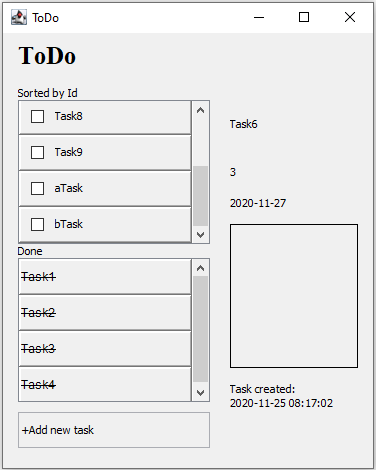 ToDo
ToDo
Sorted by Id
Task8
Task9
aTask
bTask
Done
Task1
Task2
Task3
Task4
+Add new task
Task6
3
2020-11-27
Task created:
2020-11-25 08:17:02